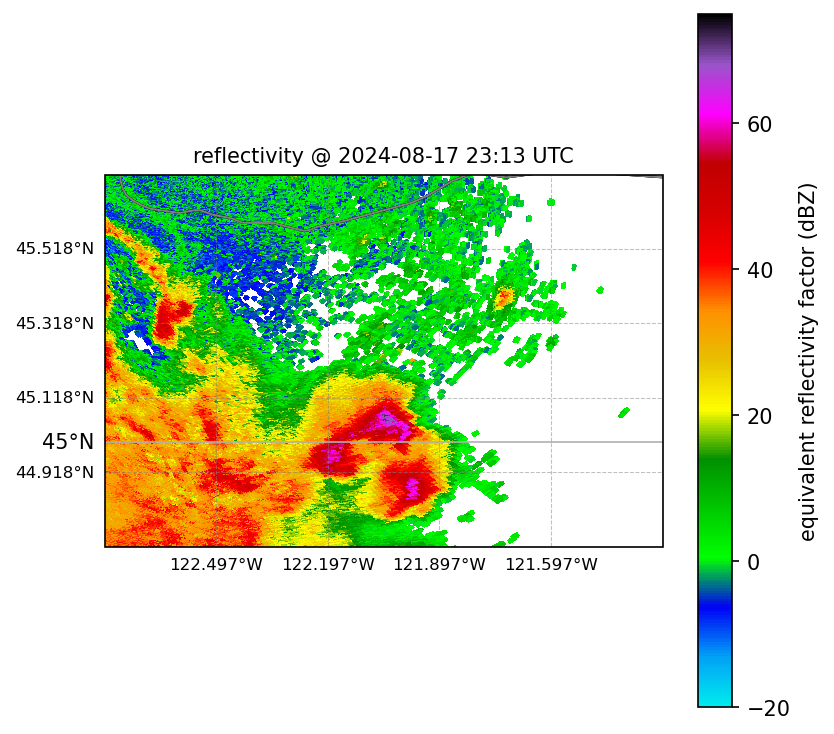 reflectivity @ 2024-08-17 23:13 UTC
45.518°N
45.318°N
45.118°N
45°N
44.918°N
122.497°W 122.197°W 121.897°W 121.597°W
60
40
20
0
−20
equivalent reflectivity factor (dBZ)